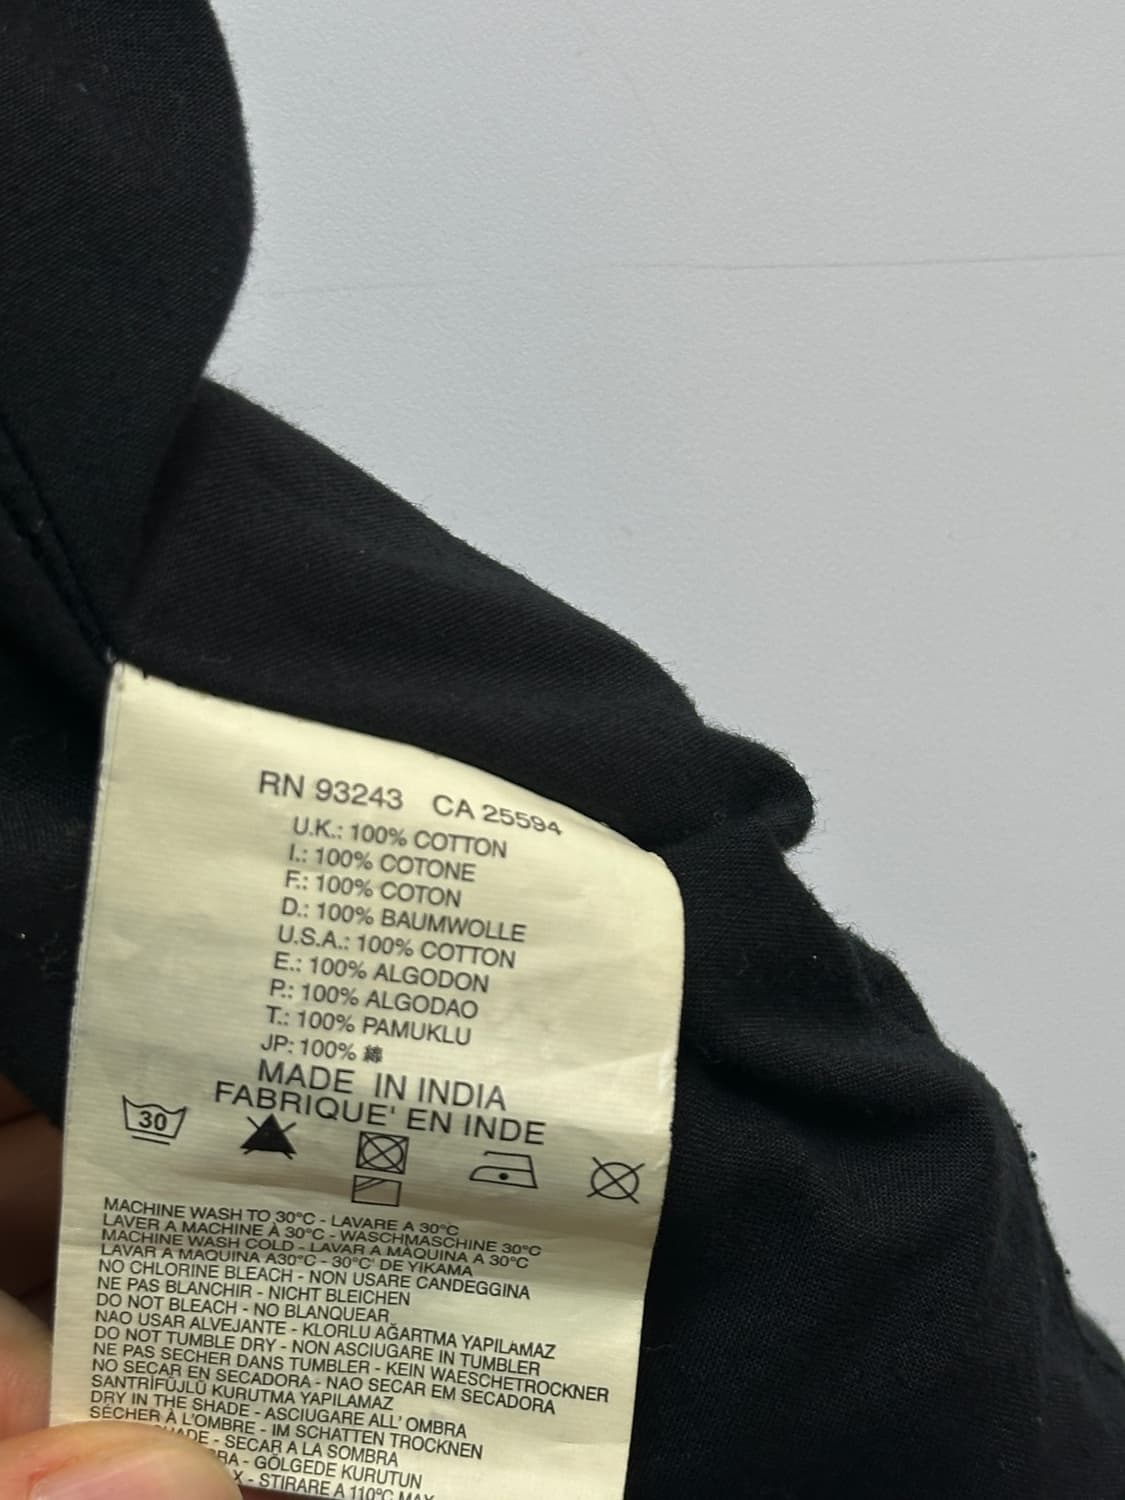 RN 93243 CA 25594
U.K.: 100% COTTON
I.: 100% COTONE
F.: 100% COTON
D.: 100% BAUMWOLLE
U.S.A.: 100% COTTON
E.: 100% ALGODON
P.: 100% ALGODAO
T.: 100% PAMUKLU
JP: 100% 綿
MADE IN INDIA
FABRIQUE' EN INDE
30
MACHINE WASH TO 30°C - LAVARE A 30°C
LAVER A MACHINE À 30°C - WASCHMASCHINE 30°C
MACHINE WASH COLD - LAVAR A MÁQUINA A 30°C
LAVAR A MAQUINA A30°C - 30°C' DE YIKAMA
NO CHLORINE BLEACH - NON USARE CANDEGGINA
NE PAS BLANCHIR - NICHT BLEICHEN
DO NOT BLEACH - NO BLANQUEAR
NAO USAR ALVEJANTE - KLORLU AĞARTMA YAPILAMAZ
DO NOT TUMBLE DRY - NON ASCIUGARE IN TUMBLER
NE PAS SECHER DANS TUMBLER - KEIN WAESCHETROCKNER
NO SECAR EN SECADORA - NAO SECAR EM SECADORA
SANTRİFÜJLÜ KURUTMA YAPILAMAZ
DRY IN THE SHADE - ASCIUGARE ALL' OMBRA
SÉCHER À L'OMBRE - IM SCHATTEN TROCKNEN
- SECAR A LA SOMBRA
- GÖLGEDE KURUTUN
- STIRARE A 110°C MAX